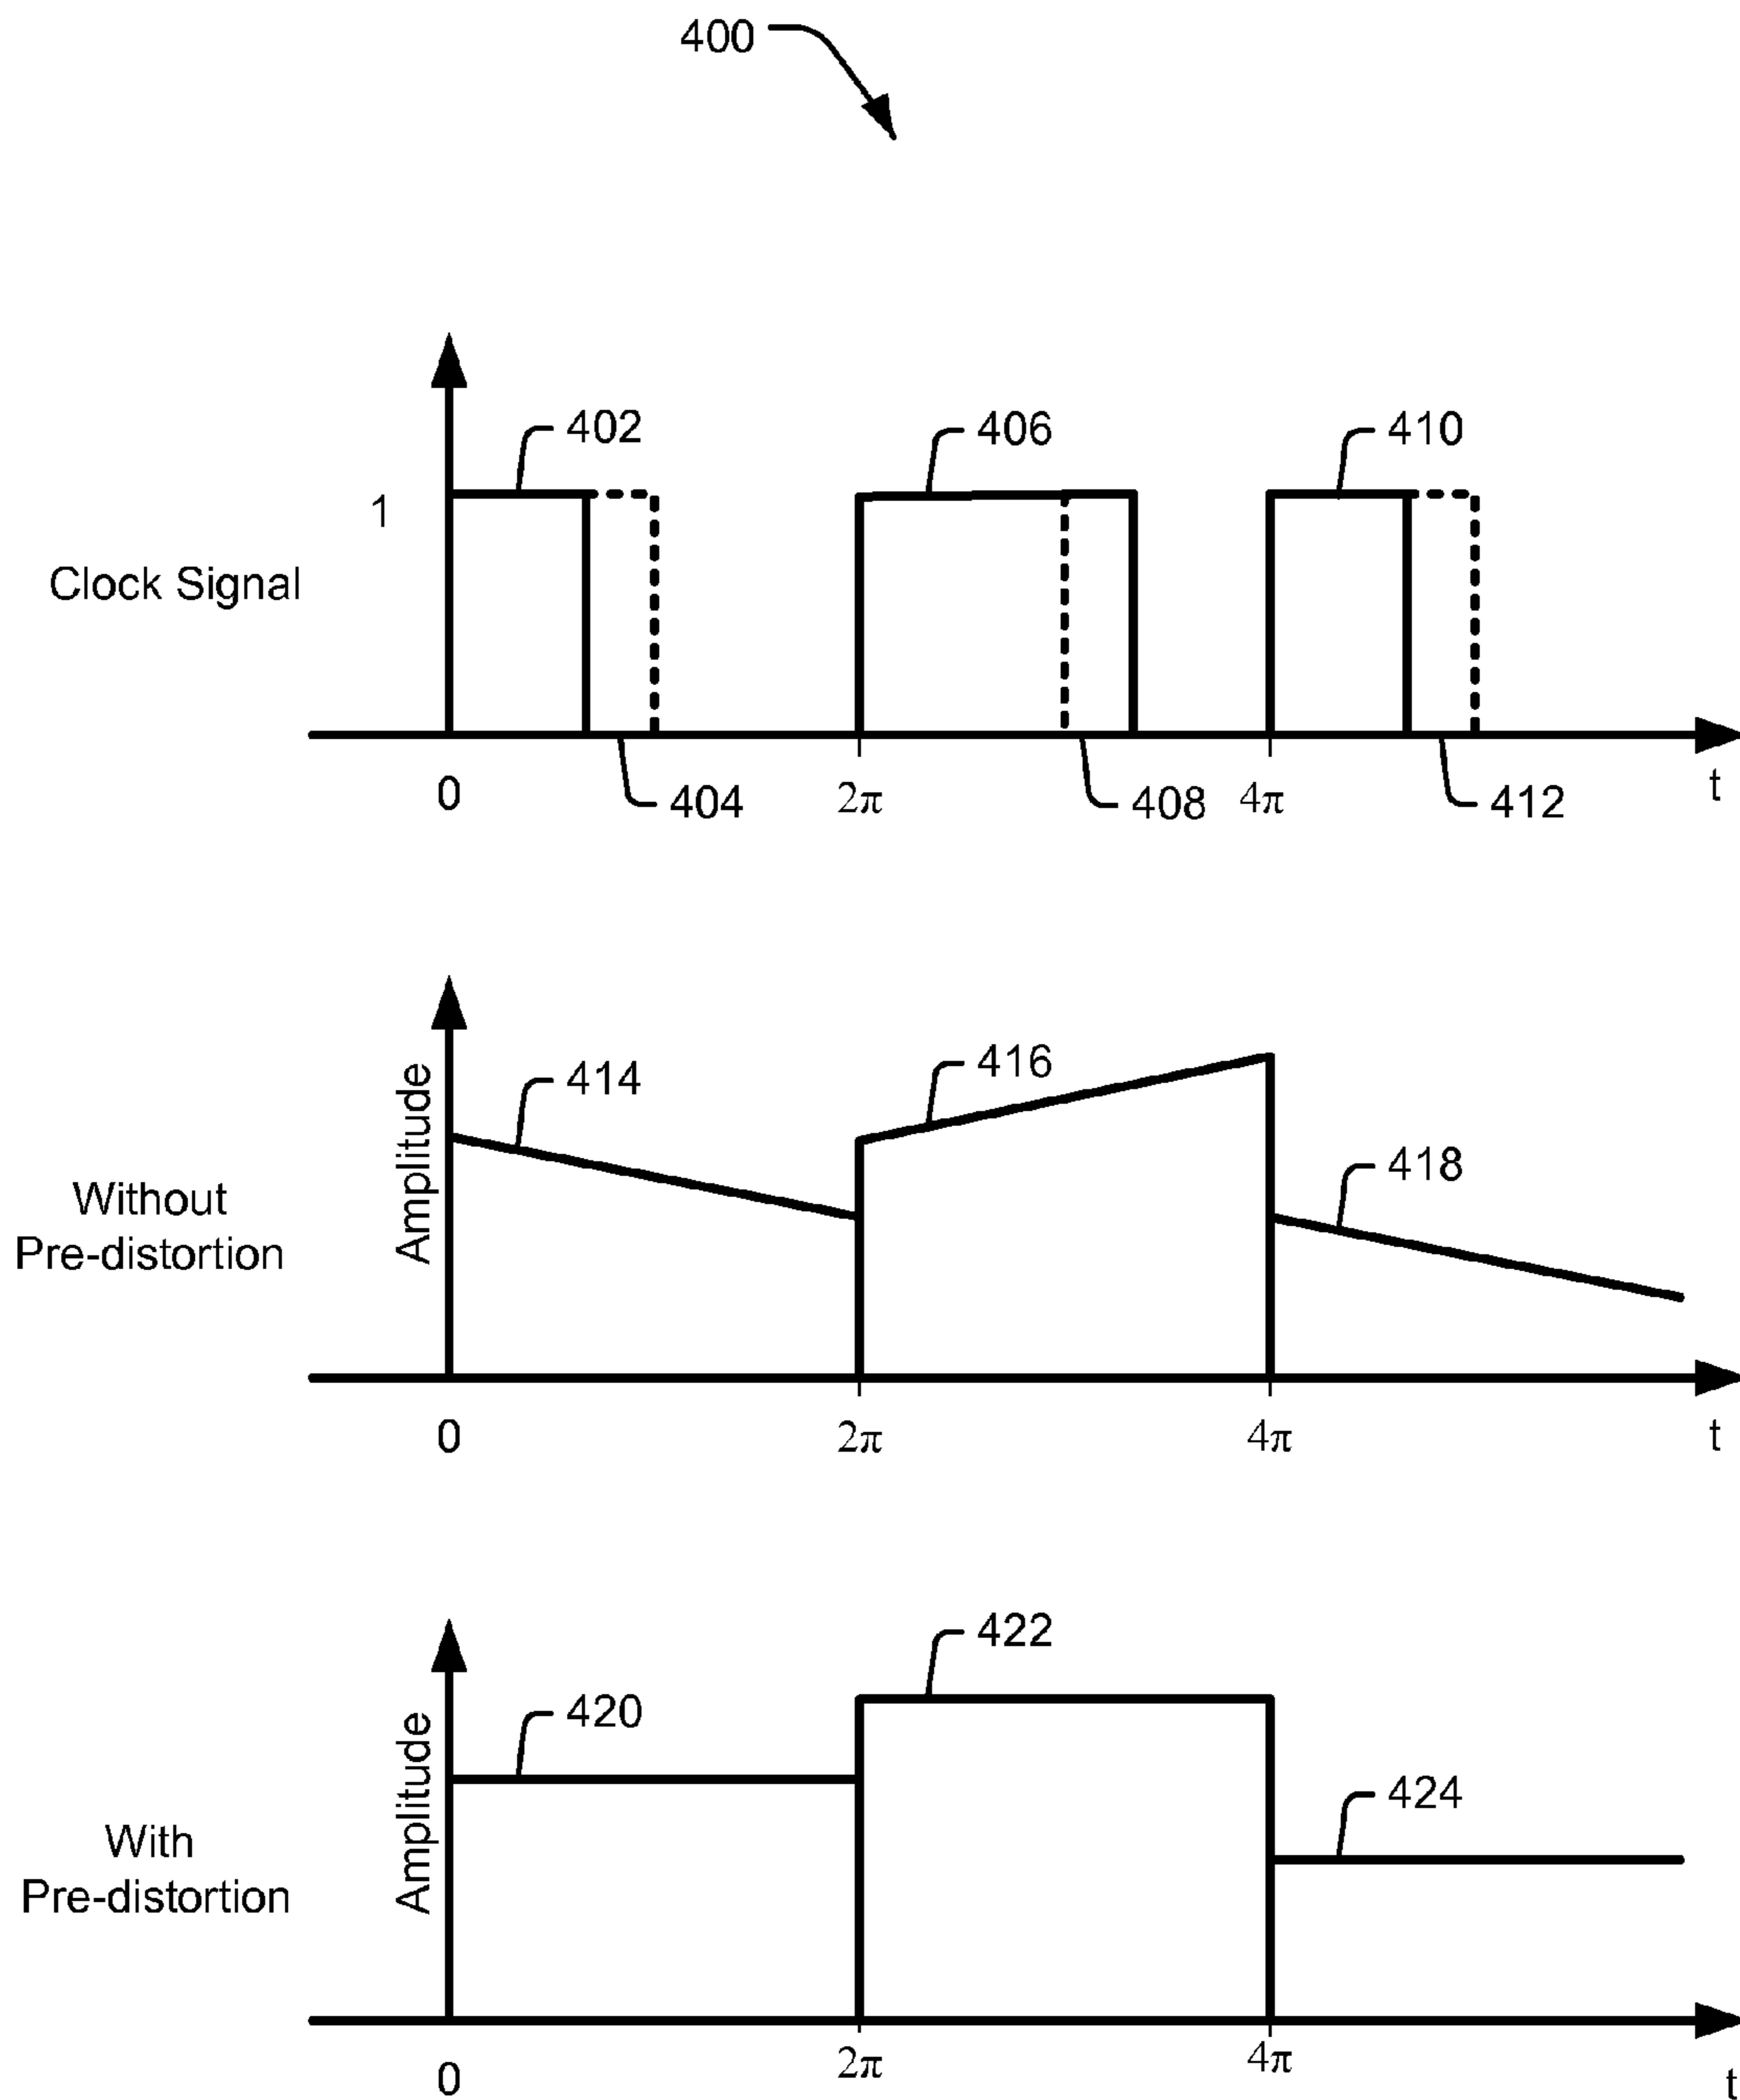 400
402
406
410
1
Clock Signal
0
404
2π
408
4π
412
t
Amplitude
414
416
418
Without
Pre-distortion
0
2π
4π
t
Amplitude
420
422
424
With
Pre-distortion
0
2π
4π
t